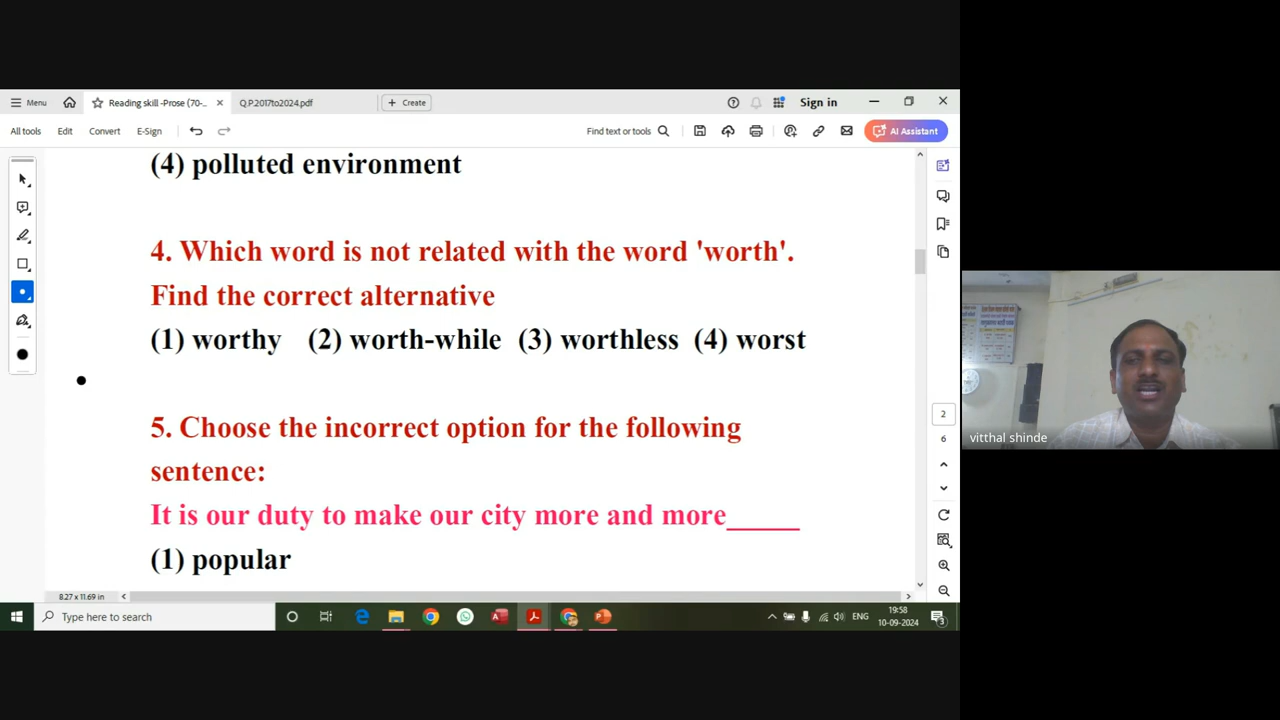 Menu
Reading skill -Prose (70-...
Q.P.2017to2024.pdf
Create
Sign in
All tools
Edit
Convert
E-Sign
Find text or tools
AI Assistant
(4) polluted environment
4. Which word is not related with the word 'worth'.
Find the correct alternative
(1) worthy (2) worth-while (3) worthless (4) worst
5. Choose the incorrect option for the following
sentence:
It is our duty to make our city more and more_____
(1) popular
2
6
8.27 x 11.69 in
Type here to search
ENG
19:58
10-09-2024
3
vitthal shinde